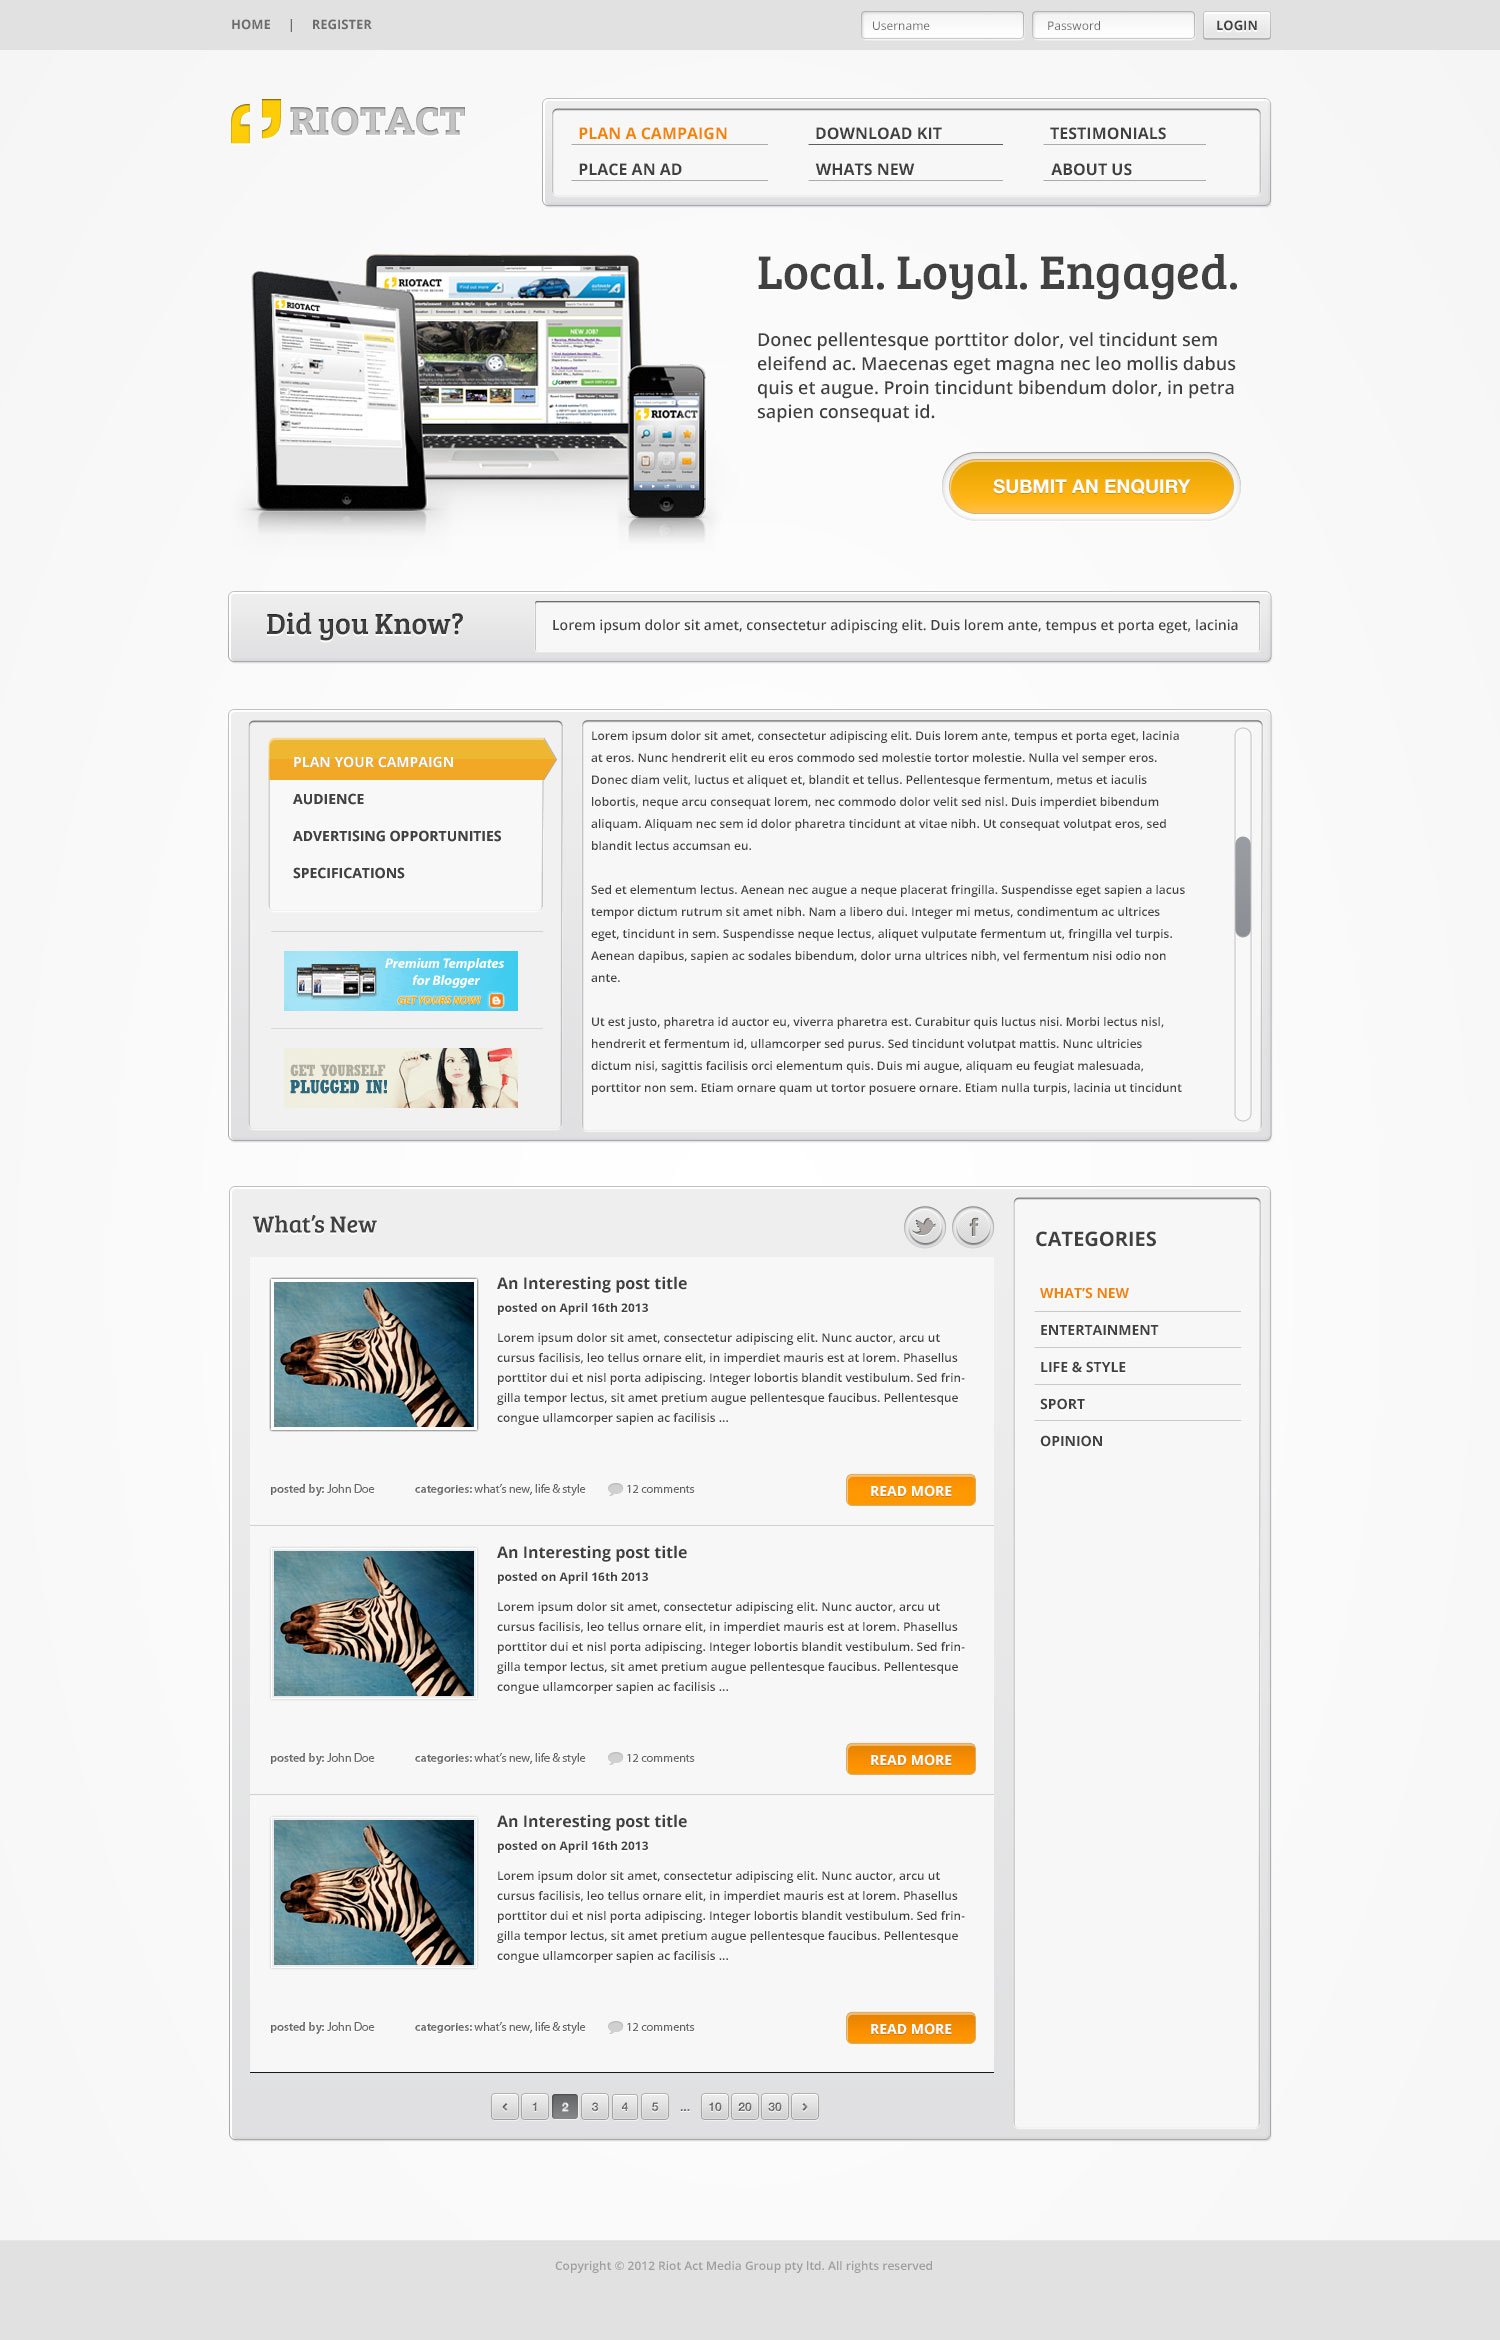 HOME | REGISTER
Username
Password
LOGIN
RIOTACT
PLAN A CAMPAIGN
DOWNLOAD KIT
TESTIMONIALS
PLACE AN AD
WHATS NEW
ABOUT US
RIOTACT
RIOTACT
NEW JOB?
RIOTACT
Local. Loyal. Engaged.
Donec pellentesque porttitor dolor, vel tincidunt sem
eleifend ac. Maecenas eget magna nec leo mollis dabus
quis et augue. Proin tincidunt bibendum dolor, in petra
sapien consequat id.
SUBMIT AN ENQUIRY
Did you Know?
Lorem ipsum dolor sit amet, consectetur adipiscing elit. Duis lorem ante, tempus et porta eget, lacinia
PLAN YOUR CAMPAIGN
AUDIENCE
ADVERTISING OPPORTUNITIES
SPECIFICATIONS
Premium Templates
for Blogger
GET YOURS NOW!
GET YOURSELF
PLUGGED IN!
Lorem ipsum dolor sit amet, consectetur adipiscing elit. Duis lorem ante, tempus et porta eget, lacinia
at eros. Nunc hendrerit elit eu eros commodo sed molestie tortor molestie. Nulla vel semper eros.
Donec diam velit, luctus et aliquet et, blandit et tellus. Pellentesque fermentum, metus et iaculis
lobortis, neque arcu consequat lorem, nec commodo dolor velit sed nisl. Duis imperdiet bibendum
aliquam. Aliquam nec sem id dolor pharetra tincidunt at vitae nibh. Ut consequat volutpat eros, sed
blandit lectus accumsan eu.
Sed et elementum lectus. Aenean nec augue a neque placerat fringilla. Suspendisse eget sapien a lacus
tempor dictum rutrum sit amet nibh. Nam a libero dui. Integer mi metus, condimentum ac ultrices
eget, tincidunt in sem. Suspendisse neque lectus, aliquet vulputate fermentum ut, fringilla vel turpis.
Aenean dapibus, sapien ac sodales bibendum, dolor urna ultrices nibh, vel fermentum nisi odio non
ante.
Ut est justo, pharetra id auctor eu, viverra pharetra est. Curabitur quis luctus nisi. Morbi lectus nisl,
hendrerit et fermentum id, ullamcorper sed purus. Sed tincidunt volutpat mattis. Nunc ultricies
dictum nisi, sagittis facilisis orci elementum quis. Duis mi augue, aliquam eu feugiat malesuada,
porttitor non sem. Etiam ornare quam ut tortor posuere ornare. Etiam nulla turpis, lacinia ut tincidunt
What's New
An Interesting post title
posted on April 16th 2013
Lorem ipsum dolor sit amet, consectetur adipiscing elit. Nunc auctor, arcu ut
cursus facilisis, leo tellus ornare elit, in imperdiet mauris est at lorem. Phasellus
porttitor dui et nisl porta adipiscing. Integer lobortis blandit vestibulum. Sed frin-
gilla tempor lectus, sit amet pretium augue pellentesque faucibus. Pellentesque
congue ullamcorper sapien ac facilisis ...
posted by: John Doe
categories: what's new, life & style
12 comments
READ MORE
An Interesting post title
posted on April 16th 2013
Lorem ipsum dolor sit amet, consectetur adipiscing elit. Nunc auctor, arcu ut
cursus facilisis, leo tellus ornare elit, in imperdiet mauris est at lorem. Phasellus
porttitor dui et nisl porta adipiscing. Integer lobortis blandit vestibulum. Sed frin-
gilla tempor lectus, sit amet pretium augue pellentesque faucibus. Pellentesque
congue ullamcorper sapien ac facilisis ...
posted by: John Doe
categories: what's new, life & style
12 comments
READ MORE
An Interesting post title
posted on April 16th 2013
Lorem ipsum dolor sit amet, consectetur adipiscing elit. Nunc auctor, arcu ut
cursus facilisis, leo tellus ornare elit, in imperdiet mauris est at lorem. Phasellus
porttitor dui et nisl porta adipiscing. Integer lobortis blandit vestibulum. Sed frin-
gilla tempor lectus, sit amet pretium augue pellentesque faucibus. Pellentesque
congue ullamcorper sapien ac facilisis ...
posted by: John Doe
categories: what's new, life & style
12 comments
READ MORE
‹ 1 2 3 4 5 ... 10 20 30 ›
CATEGORIES
WHAT'S NEW
ENTERTAINMENT
LIFE & STYLE
SPORT
OPINION
Copyright © 2012 Riot Act Media Group pty ltd. All rights reserved